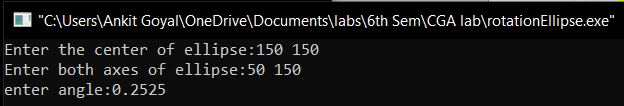 "C:\Users\Ankit Goyal\OneDrive\Documents\labs\6th Sem\CGA lab\rotationEllipse.exe"
Enter the center of ellipse:150 150
Enter both axes of ellipse:50 150
enter angle:0.2525